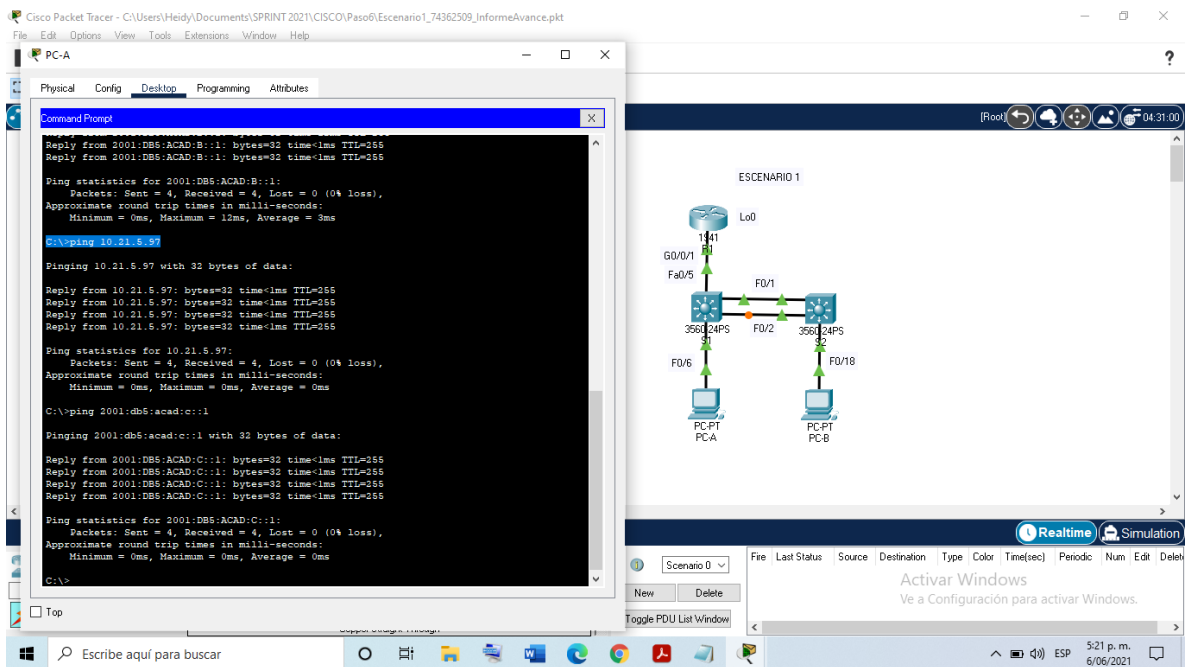 Cisco Packet Tracer - C:\Users\Heidy\Documents\SPRINT 2021\CISCO\Paso6\Escenario1_74362509_InformeAvance.pkt
File Edit Options View Tools Extensions Window Help
PC-A
?
Physical Config Desktop Programming Attributes
Command Prompt
X
[Root]
04:31:00
Reply from 2001:DB5:ACAD:B::1: bytes=32 time<1ms TTL=255
Reply from 2001:DB5:ACAD:B::1: bytes=32 time<1ms TTL=255
Ping statistics for 2001:DB5:ACAD:B::1:
Packets: Sent = 4, Received = 4, Lost = 0 (0% loss),
Approximate round trip times in milli-seconds:
Minimum = 0ms, Maximum = 12ms, Average = 3ms
C:\>ping 10.21.5.97
Pinging 10.21.5.97 with 32 bytes of data:
Reply from 10.21.5.97: bytes=32 time<1ms TTL=255
Reply from 10.21.5.97: bytes=32 time<1ms TTL=255
Reply from 10.21.5.97: bytes=32 time<1ms TTL=255
Reply from 10.21.5.97: bytes=32 time<1ms TTL=255
Ping statistics for 10.21.5.97:
Packets: Sent = 4, Received = 4, Lost = 0 (0% loss),
Approximate round trip times in milli-seconds:
Minimum = 0ms, Maximum = 0ms, Average = 0ms
C:\>ping 2001:db5:acad:c::1
Pinging 2001:db5:acad:c::1 with 32 bytes of data:
Reply from 2001:DB5:ACAD:C::1: bytes=32 time<1ms TTL=255
Reply from 2001:DB5:ACAD:C::1: bytes=32 time<1ms TTL=255
Reply from 2001:DB5:ACAD:C::1: bytes=32 time<1ms TTL=255
Reply from 2001:DB5:ACAD:C::1: bytes=32 time<1ms TTL=255
Ping statistics for 2001:DB5:ACAD:C::1:
Packets: Sent = 4, Received = 4, Lost = 0 (0% loss),
Approximate round trip times in milli-seconds:
Minimum = 0ms, Maximum = 0ms, Average = 0ms
C:\>
Top
ESCENARIO 1
Lo0
1941
R1
G0/0/1
Fa0/5
F0/1
3560-24PS
S1
F0/2
3560-24PS
S2
F0/6
F0/18
PC-PT
PC-A
PC-PT
PC-B
Realtime
Simulation
Scenario 0
New Delete
Toggle PDU List Window
Fire Last Status Source Destination Type Color Time(sec) Periodic Num Edit Delet
Activar Windows
Ve a Configuración para activar Windows.
Escribe aquí para buscar
ESP
5:21 p. m.
6/06/2021